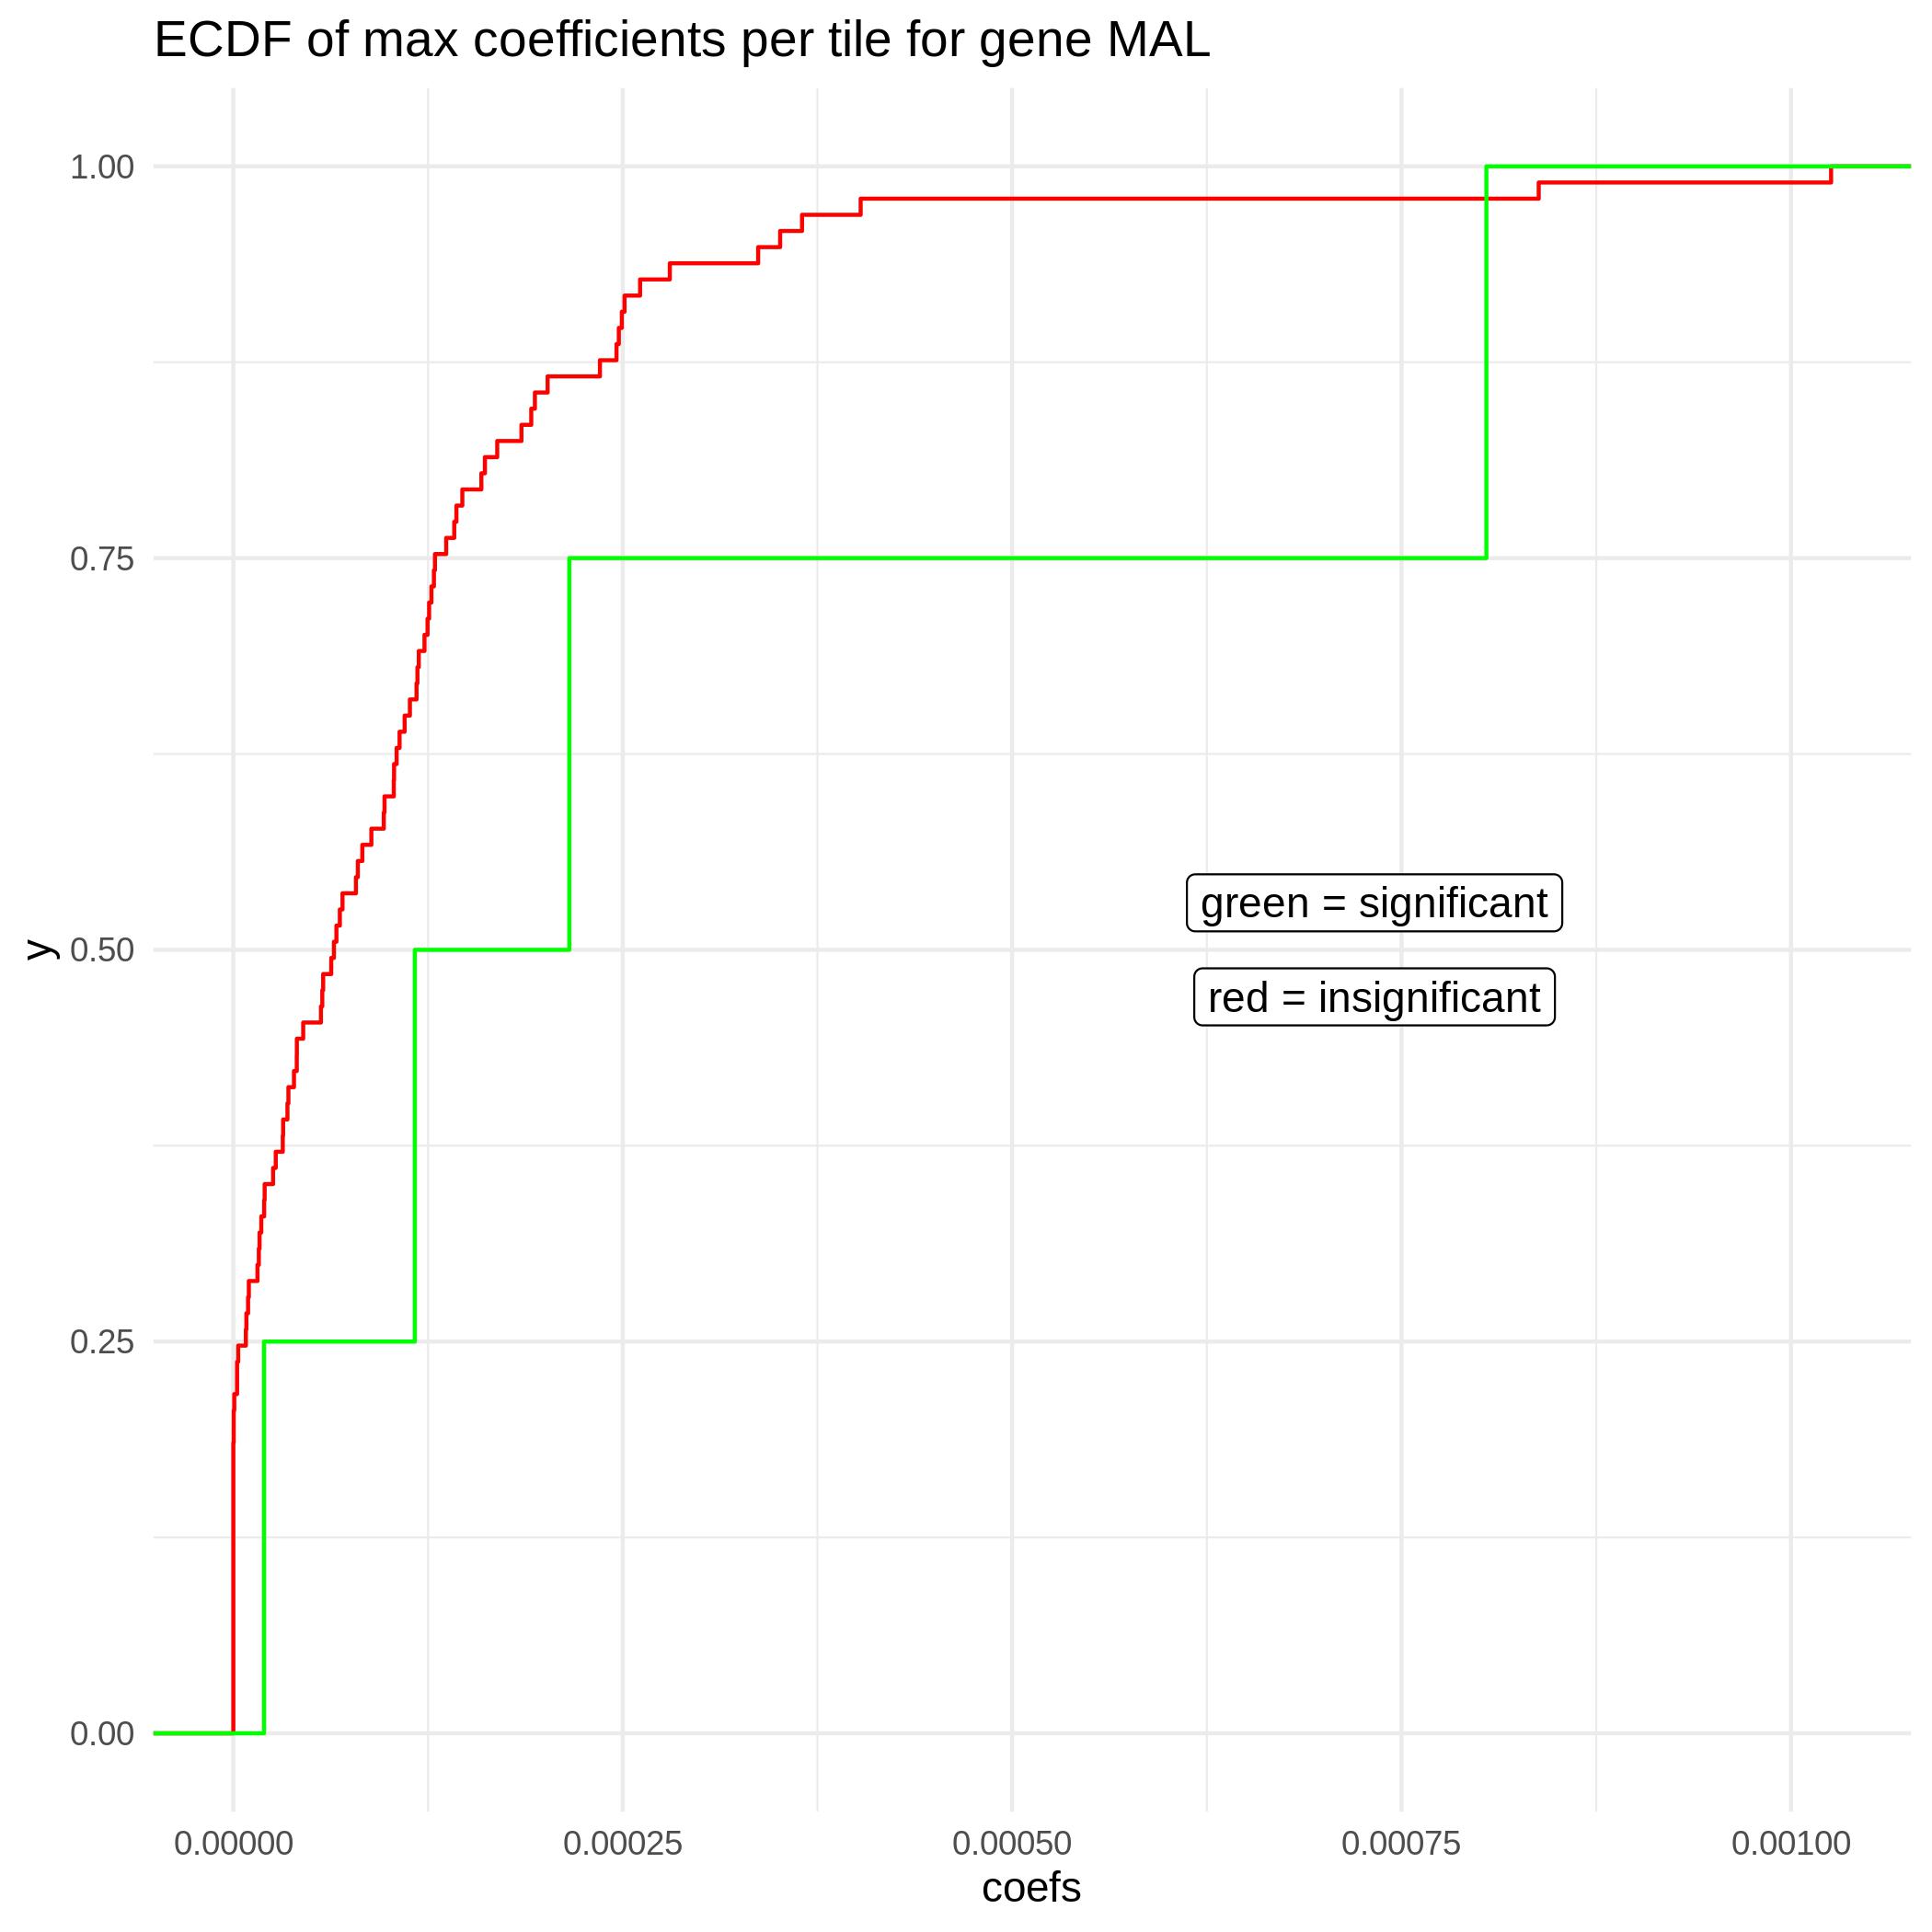 ECDF of max coefficients per tile for gene MAL
1.00
0.75
0.50
0.25
0.00
y
green = significant
red = insignificant
0.00000 0.00025 0.00050 0.00075 0.00100
coefs